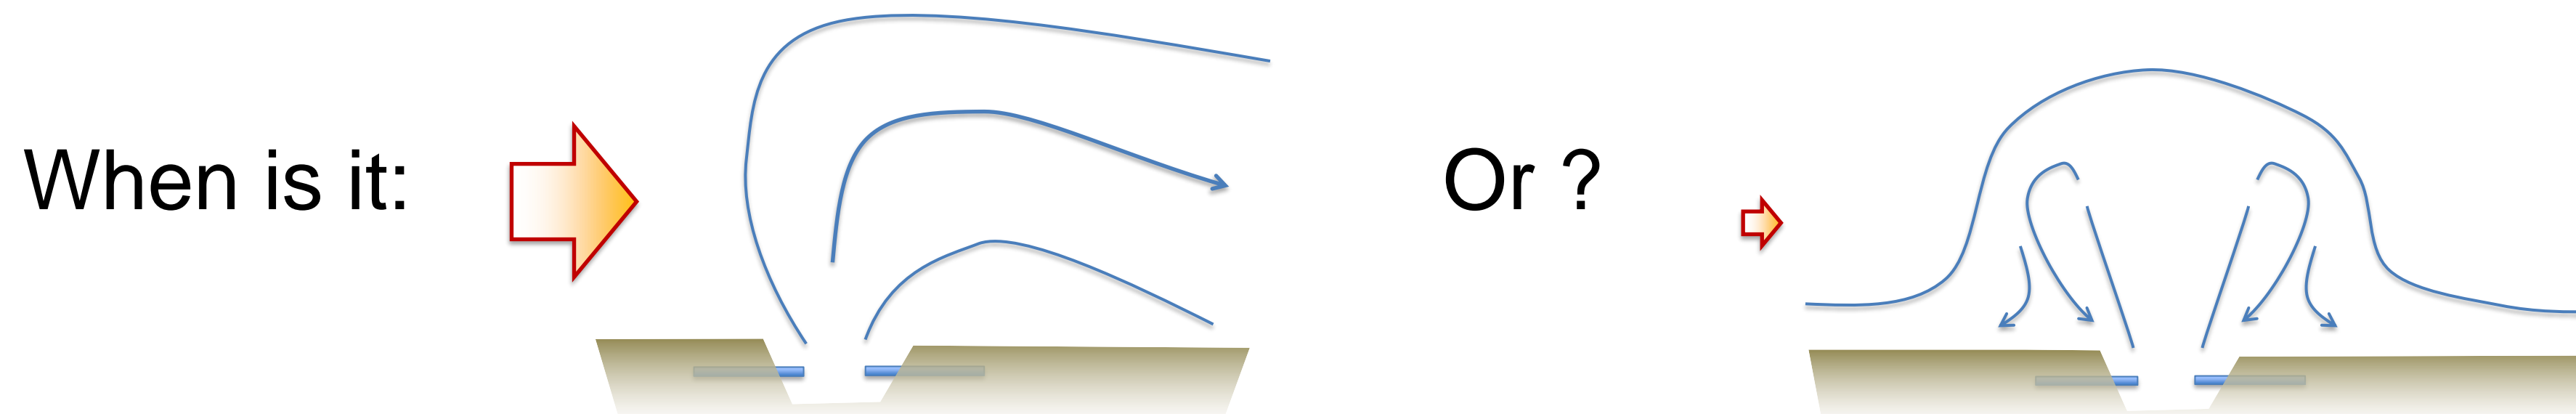 When is it:
Or ?